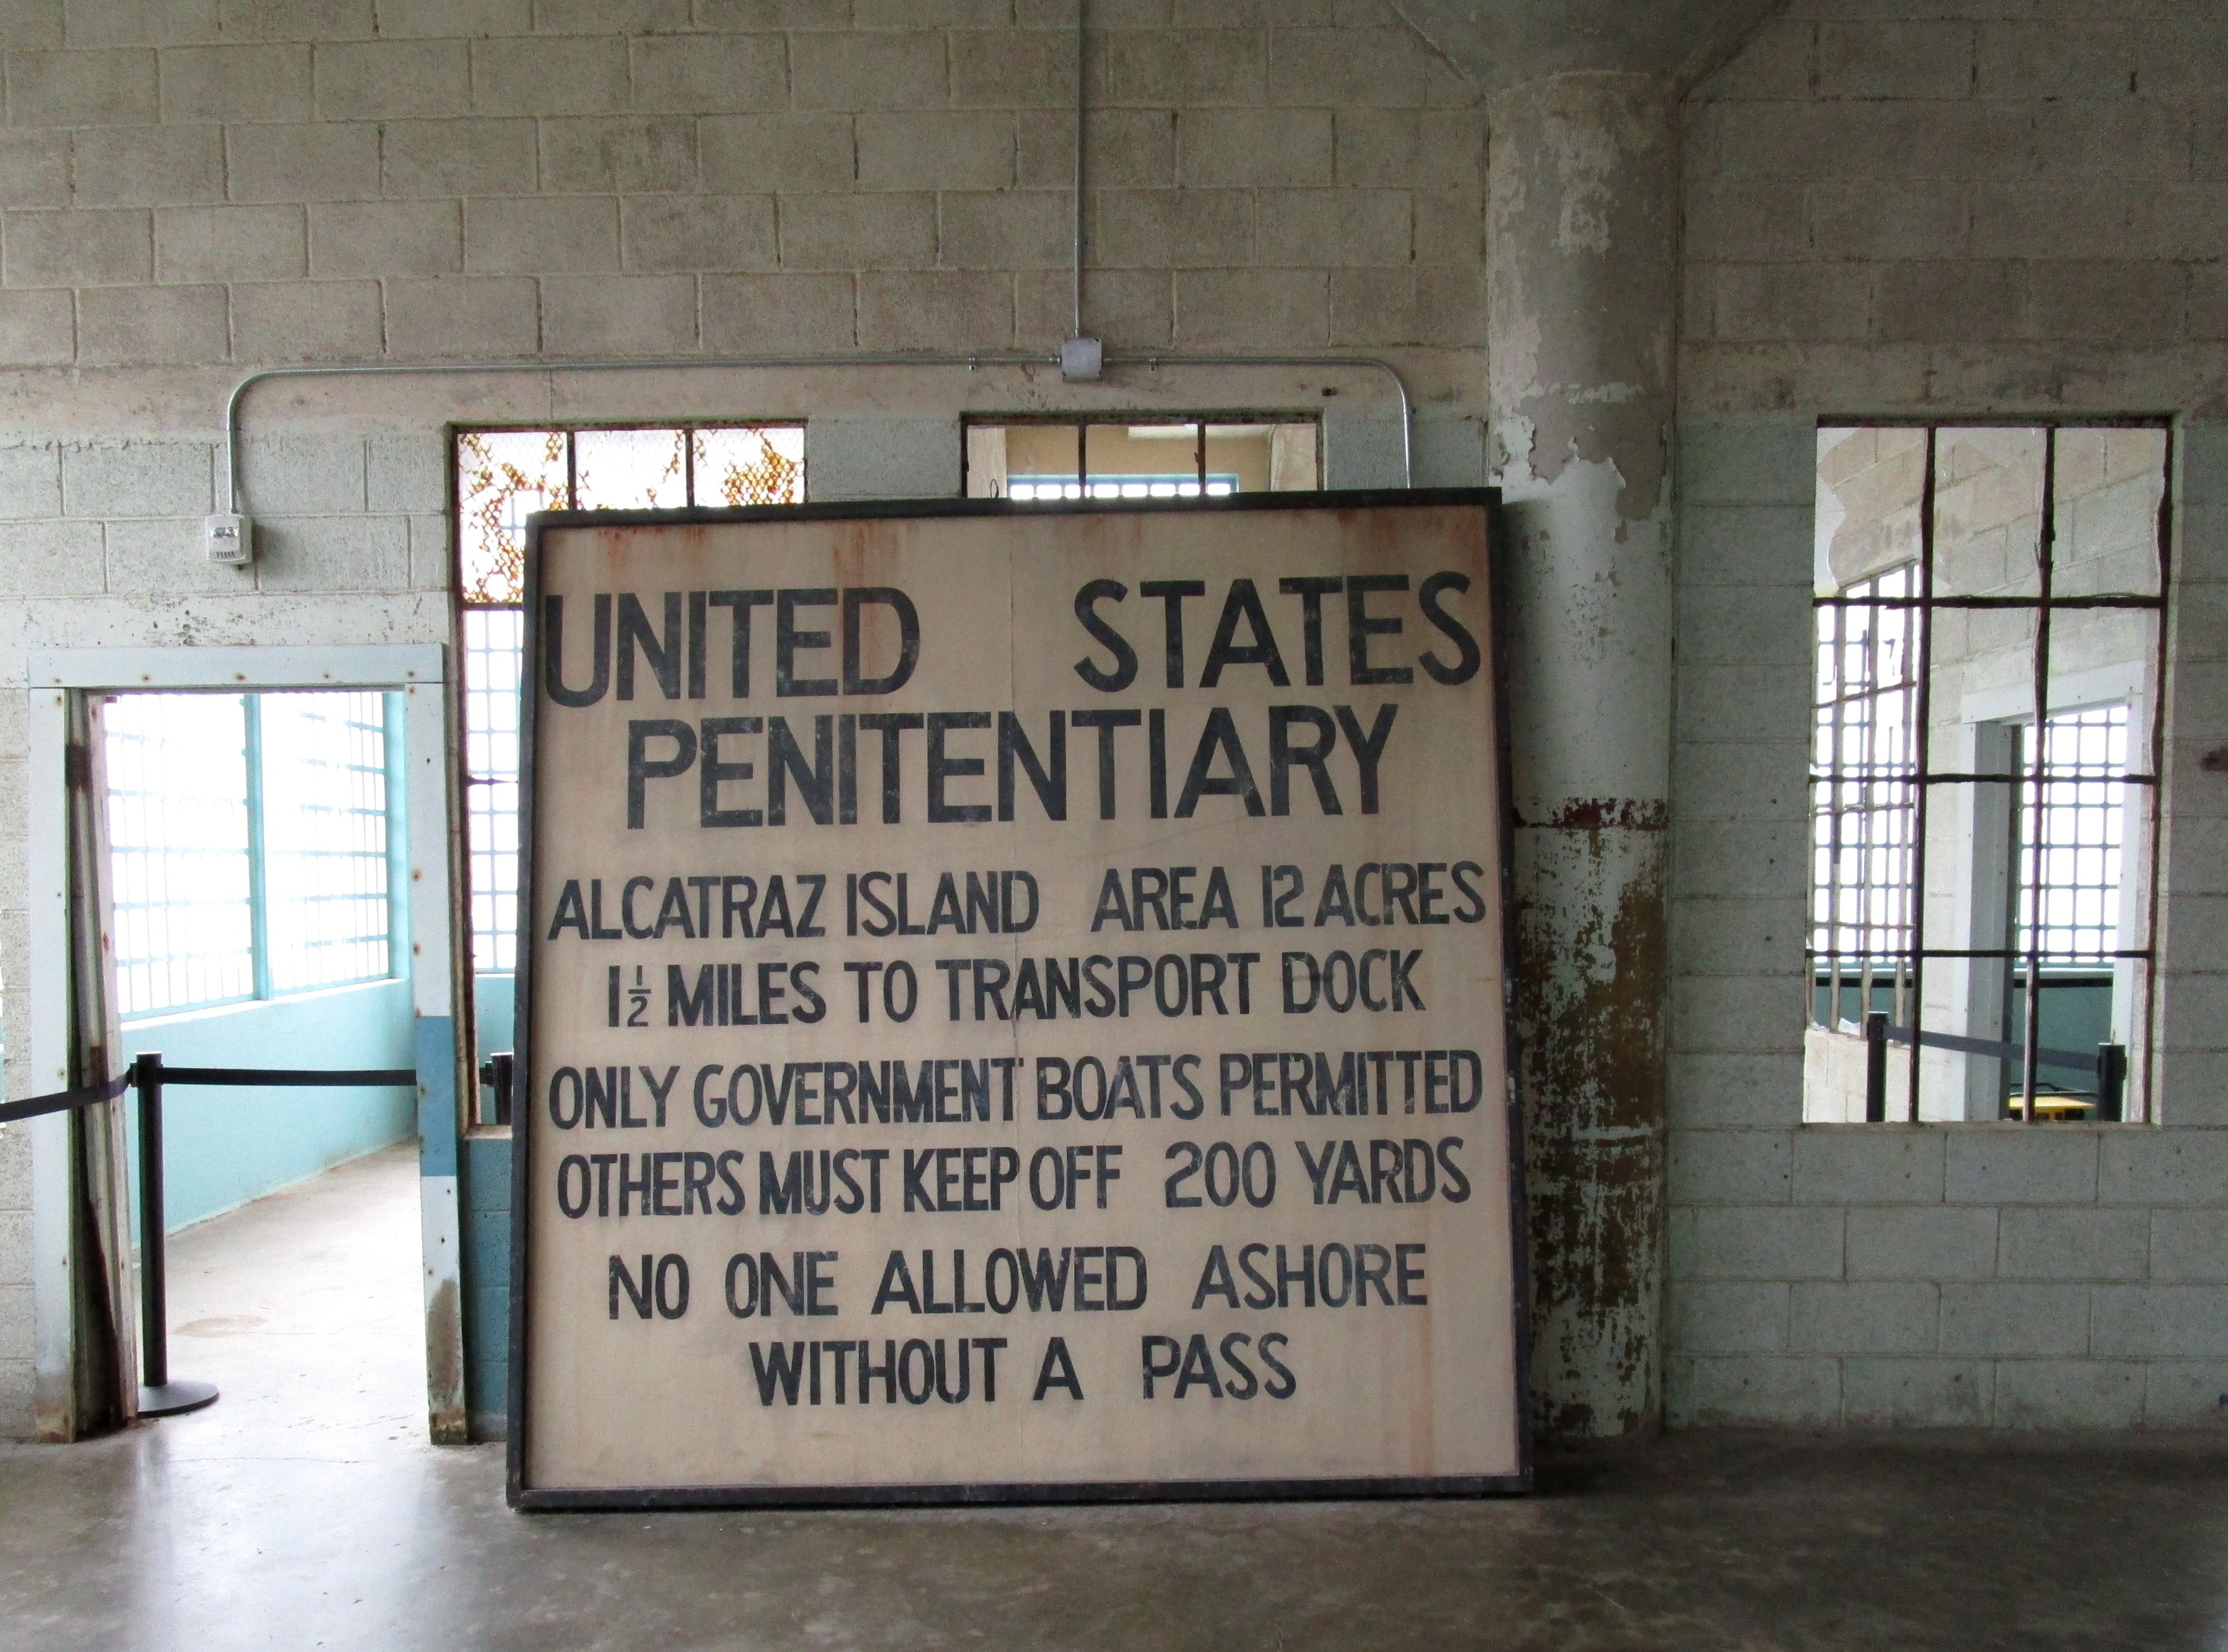 UNITED STATES
PENITENTIARY
ALCATRAZ ISLAND AREA 12 ACRES
1½ MILES TO TRANSPORT DOCK
ONLY GOVERNMENT BOATS PERMITTED
OTHERS MUST KEEP OFF 200 YARDS
NO ONE ALLOWED ASHORE
WITHOUT A PASS